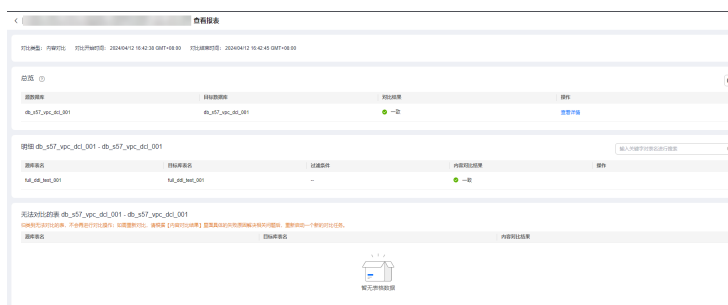 查看报表
对比类型: 内容对比 对比开始时间: 2024/04/12 16:42:38 GMT+08:00 对比结束时间: 2024/04/12 16:42:45 GMT+08:00
总览
源数据库 目标数据库 对比结果 操作
db_s57_vpc_dcl_001 db_s57_vpc_dcl_001 一致 查看详情
明细 db_s57_vpc_dcl_001 - db_s57_vpc_dcl_001
输入关键字对表名进行搜索
源库表名 目标库表名 过滤条件 内容对比结果 操作
full_ddl_test_001 full_ddl_test_001 -- 一致
无法对比的表 db_s57_vpc_dcl_001 - db_s57_vpc_dcl_001
源库表名 目标库表名 内容对比结果
暂无表格数据